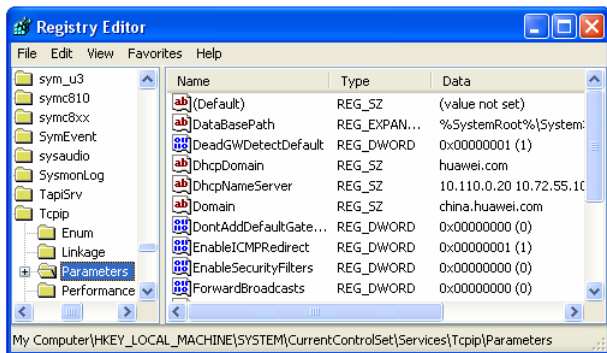 Registry Editor
File Edit View Favorites Help
sym_u3
symc810
symc8xx
SymEvent
sysaudio
SysmonLog
TapiSrv
Tcpip
Enum
Linkage
Parameters
Performance
Name Type Data
(Default) REG_SZ (value not set)
DataBasePath REG_EXPAN... %SystemRoot%\System
DeadGWDetectDefault REG_DWORD 0x00000001 (1)
DhcpDomain REG_SZ huawei.com
DhcpNameServer REG_SZ 10.110.0.20 10.72.55.10
Domain REG_SZ china.huawei.com
DontAddDefaultGate... REG_DWORD 0x00000000 (0)
EnableICMPRedirect REG_DWORD 0x00000001 (1)
EnableSecurityFilters REG_DWORD 0x00000000 (0)
ForwardBroadcasts REG_DWORD 0x00000000 (0)
My Computer\HKEY_LOCAL_MACHINE\SYSTEM\CurrentControlSet\Services\Tcpip\Parameters